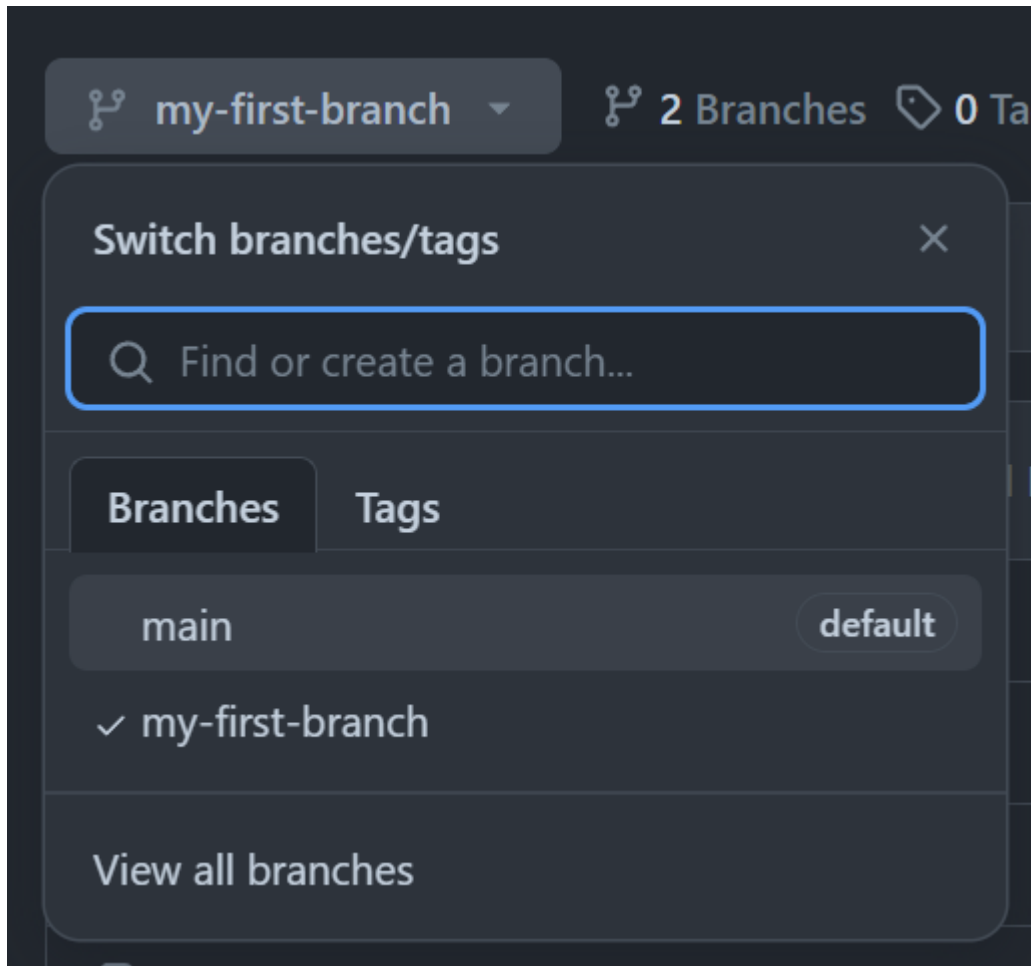 my-first-branch 2 Branches 0 Ta
Switch branches/tags
Find or create a branch...
Branches Tags
main default
my-first-branch
View all branches